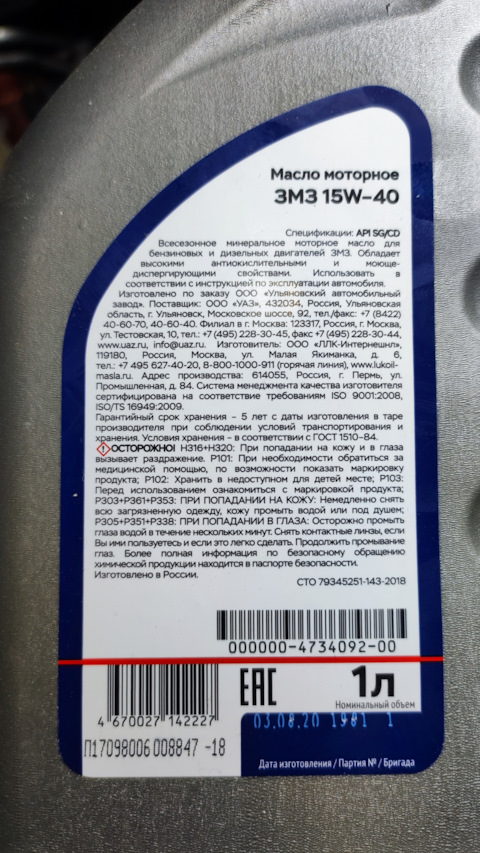 Масло моторное
ЗМЗ 15W-40
Спецификации: API SG/CD
Всесезонное минеральное моторное масло для
бензиновых и дизельных двигателей ЗМЗ. Обладает
высокими антиокислительными и моюще-
диспергирующими свойствами. Использовать в
соответствии с инструкцией по эксплуатации автомобиля.
Изготовлено по заказу ООО «Ульяновский автомобильный
завод». Поставщик: ООО «УАЗ», 432034, Россия, Ульяновская
область, г. Ульяновск, Московское шоссе, 92, тел./факс: +7 (8422)
40-60-70, 40-60-40. Филиал в г. Москва: 123317, Россия, г. Москва,
ул. Тестовская, 10, тел.: +7 (495) 228-30-45, факс +7 (495) 228-30-44,
www.uaz.ru, info@uaz.ru. Изготовитель: ООО «ЛЛК-Интернешнл»,
119180, Россия, Москва, ул. Малая Якиманка, д. 6,
тел.: +7 495 627-40-20, 8-800-1000-911 (горячая линия), www.lukoil-
masla.ru. Адрес производства: 614055, Россия, г. Пермь, ул.
Промышленная, д. 84. Система менеджмента качества изготовителя
сертифицирована на соответствие требованиям ISO 9001:2008,
ISO/TS 16949:2009.
Гарантийный срок хранения - 5 лет с даты изготовления в таре
производителя при соблюдении условий транспортирования и
хранения. Условия хранения - в соответствии с ГОСТ 1510-84.
ОСТОРОЖНО! H316+H320: При попадании на кожу и в глаза
вызывает раздражение. P101: При необходимости обратиться за
медицинской помощью, по возможности показать маркировку
продукта; P102: Хранить в недоступном для детей месте; P103:
Перед использованием ознакомиться с маркировкой продукта;
P303+P361+P353: ПРИ ПОПАДАНИИ НА КОЖУ: Немедленно снять
всю загрязненную одежду, кожу промыть водой или под душем;
P305+P351+P338: ПРИ ПОПАДАНИИ В ГЛАЗА: Осторожно промыть
глаза водой в течение нескольких минут. Снять контактные линзы, если
Вы ими пользуетесь и если это легко сделать. Продолжить промывание
глаз. Более полная информация по безопасному обращению
химической продукции находится в паспорте безопасности.
Изготовлено в России.
СТО 79345251-143-2018
000000-4734092-00
EAC
1л
Номинальный объем
4 670027 142227
03.08.20 1981 1
П17098006 008847 -18
Дата изготовления / Партия № / Бригада